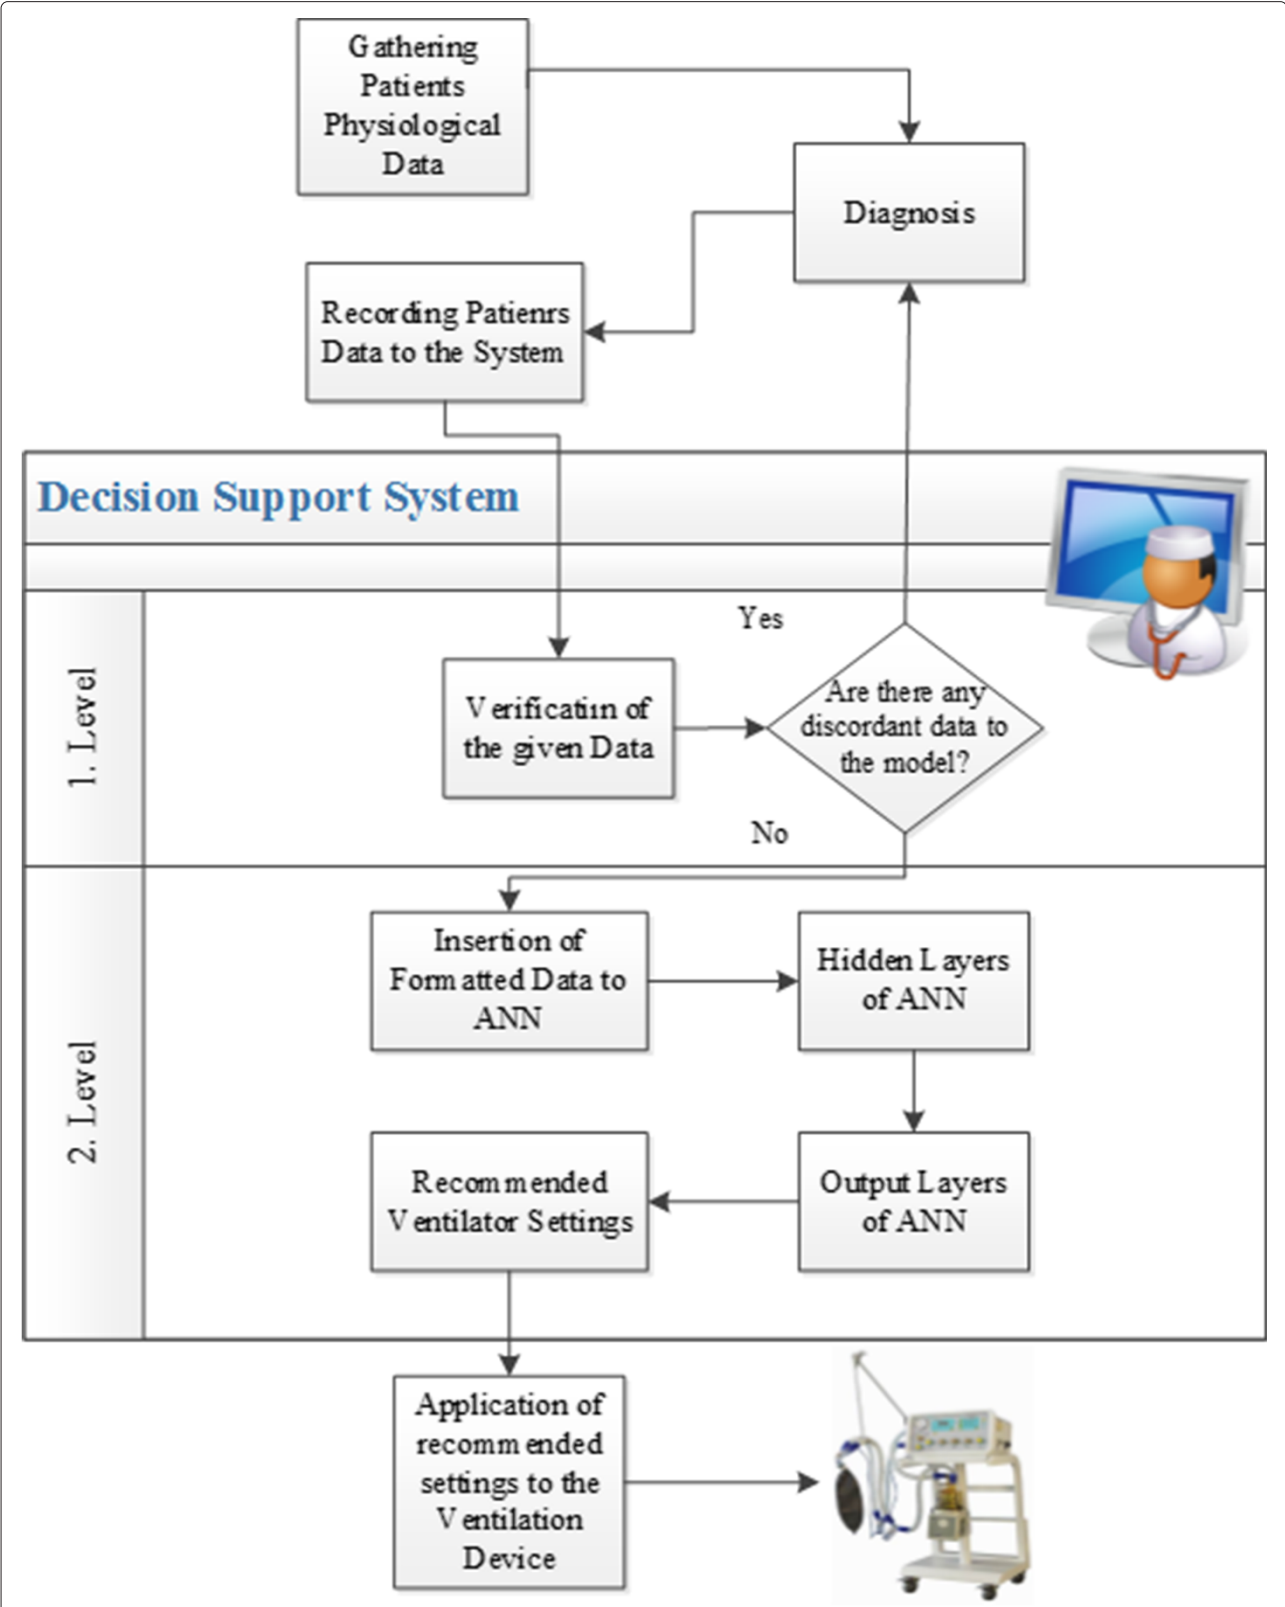 Gathering
Patients
Physiological
Data
Diagnosis
Recording Patienrs
Data to the System
Decision Support System
1. Level
Yes
Verificatiın of
the given Data
Are there any
discordant data to
the model?
No
2. Level
Insertion of
Formatted Data to
ANN
Hidden Layers
of ANN
Output Layers
of ANN
Recommended
Ventilator Settings
Application of
recommended
settings to the
Ventilation
Device